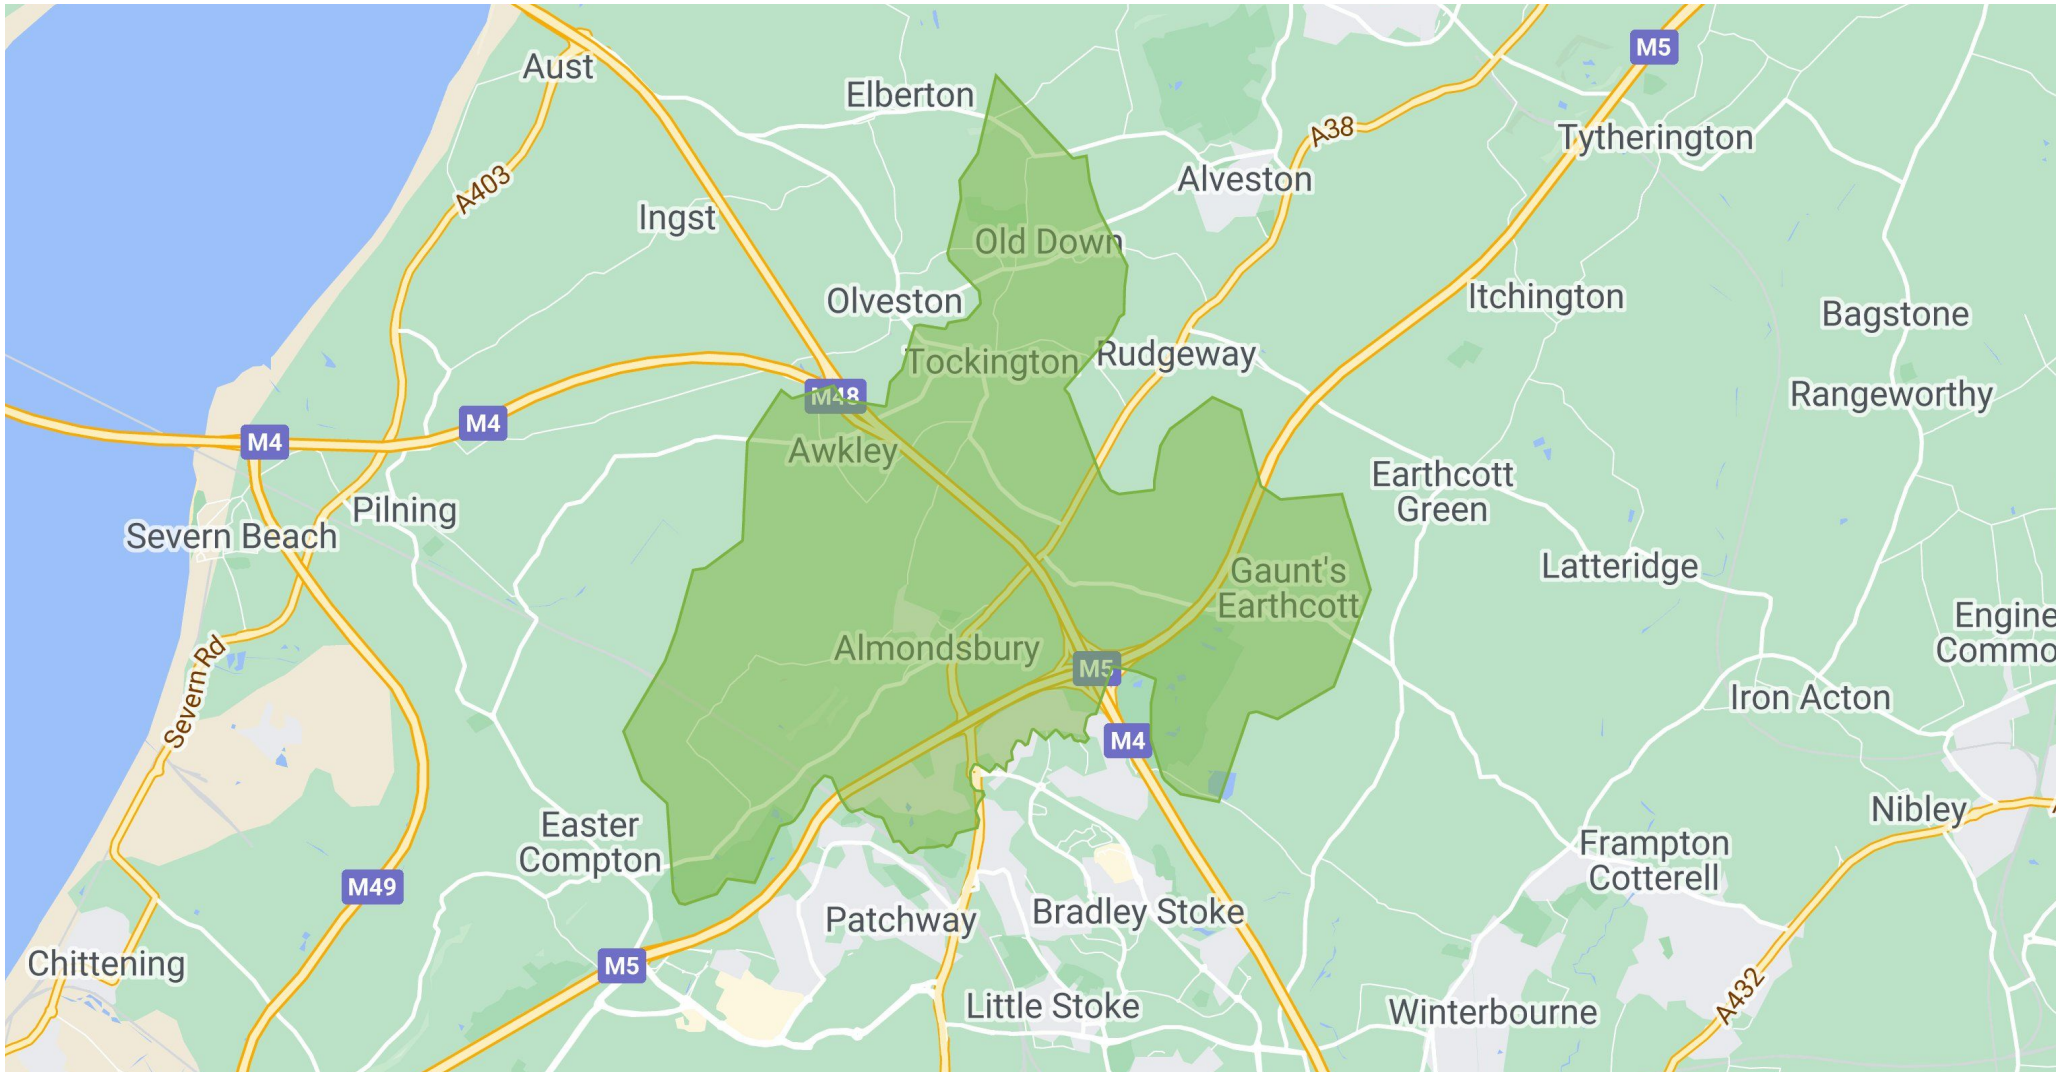 M5
Aust
Elberton
A38
Tytherington
A403
Alveston
Ingst
Old Down
Olveston
Itchington
Bagstone
Tockington
Rudgeway
M48
Rangeworthy
M4
M4
Awkley
Earthcott
Green
Pilning
Severn Beach
Gaunt's
Earthcott
Latteridge
Engine
Commo
Severn Rd
Almondsbury
M5
Iron Acton
M4
Easter
Compton
Nibley
Frampton
Cotterell
M49
Patchway
Bradley Stoke
M5
Chittening
Little Stoke
Winterbourne
A432